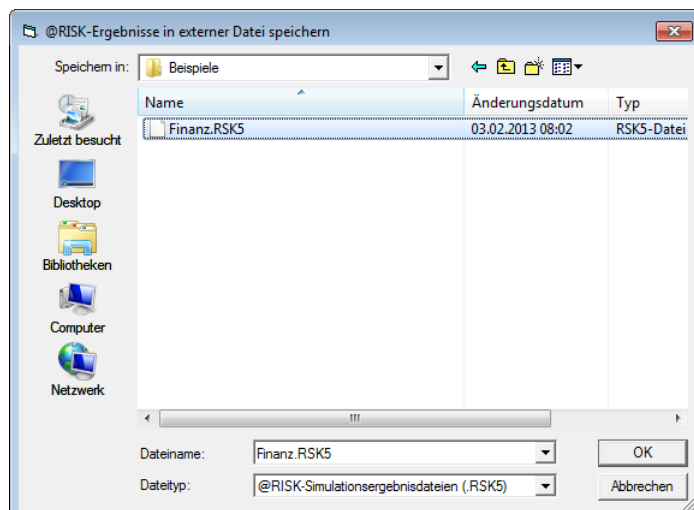 @RISK-Ergebnisse in externer Datei speichern
Speichern in: Beispiele
Name Änderungsdatum Typ
Finanz.RSK5 03.02.2013 08:02 RSK5-Datei
Zuletzt besucht
Desktop
Bibliotheken
Computer
Netzwerk
Dateiname: Finanz.RSK5 OK
Dateityp: @RISK-Simulationsergebnisdateien (.RSK5) Abbrechen